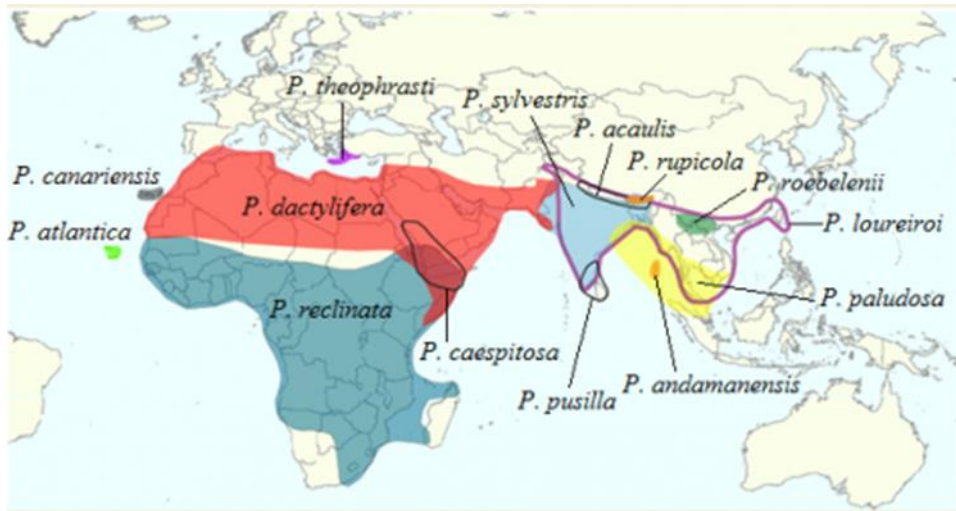 P. theophrasti
P. sylvestris
P. acaulis
P. rupicola
P. canariensis
P. roebelenii
P. dactylifera
P. atlantica
P. loureiroi
P. reclinata
P. paludosa
P. caespitosa
P. pusilla
P. andamanensis